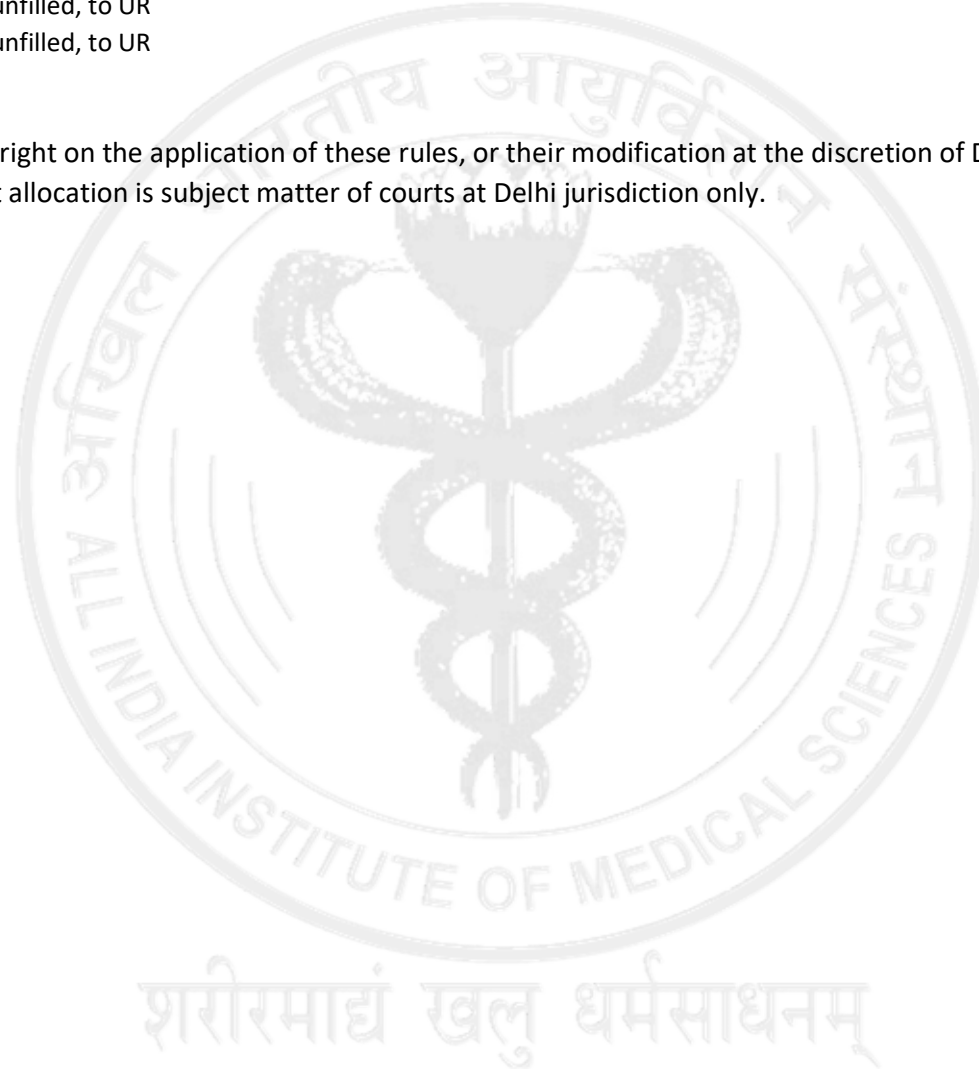 unfilled, to UR
unfilled, to UR
right on the application of these rules, or their modification at the discretion of D
allocation is subject matter of courts at Delhi jurisdiction only.
अखिल भारतीय आयुर्विज्ञान संस्थान
ALL INDIA INSTITUTE OF MEDICAL SCIENCES
शरीरमाद्यं खलु धर्मसाधनम्